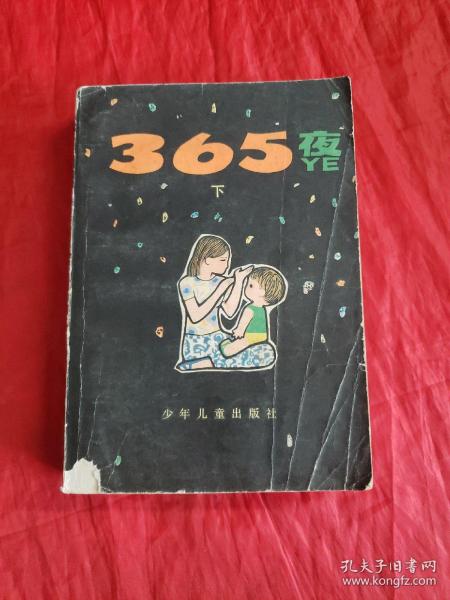 365夜
YE
下
少年儿童出版社
孔夫子旧书网
www.kongfz.com